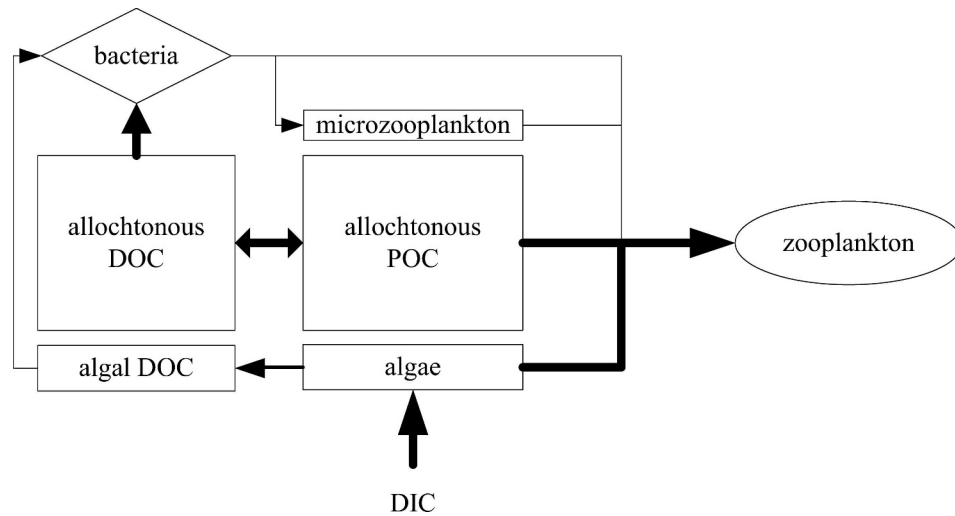 bacteria
microzooplankton
allochtonous
DOC
allochtonous
POC
zooplankton
algal DOC
algae
DIC